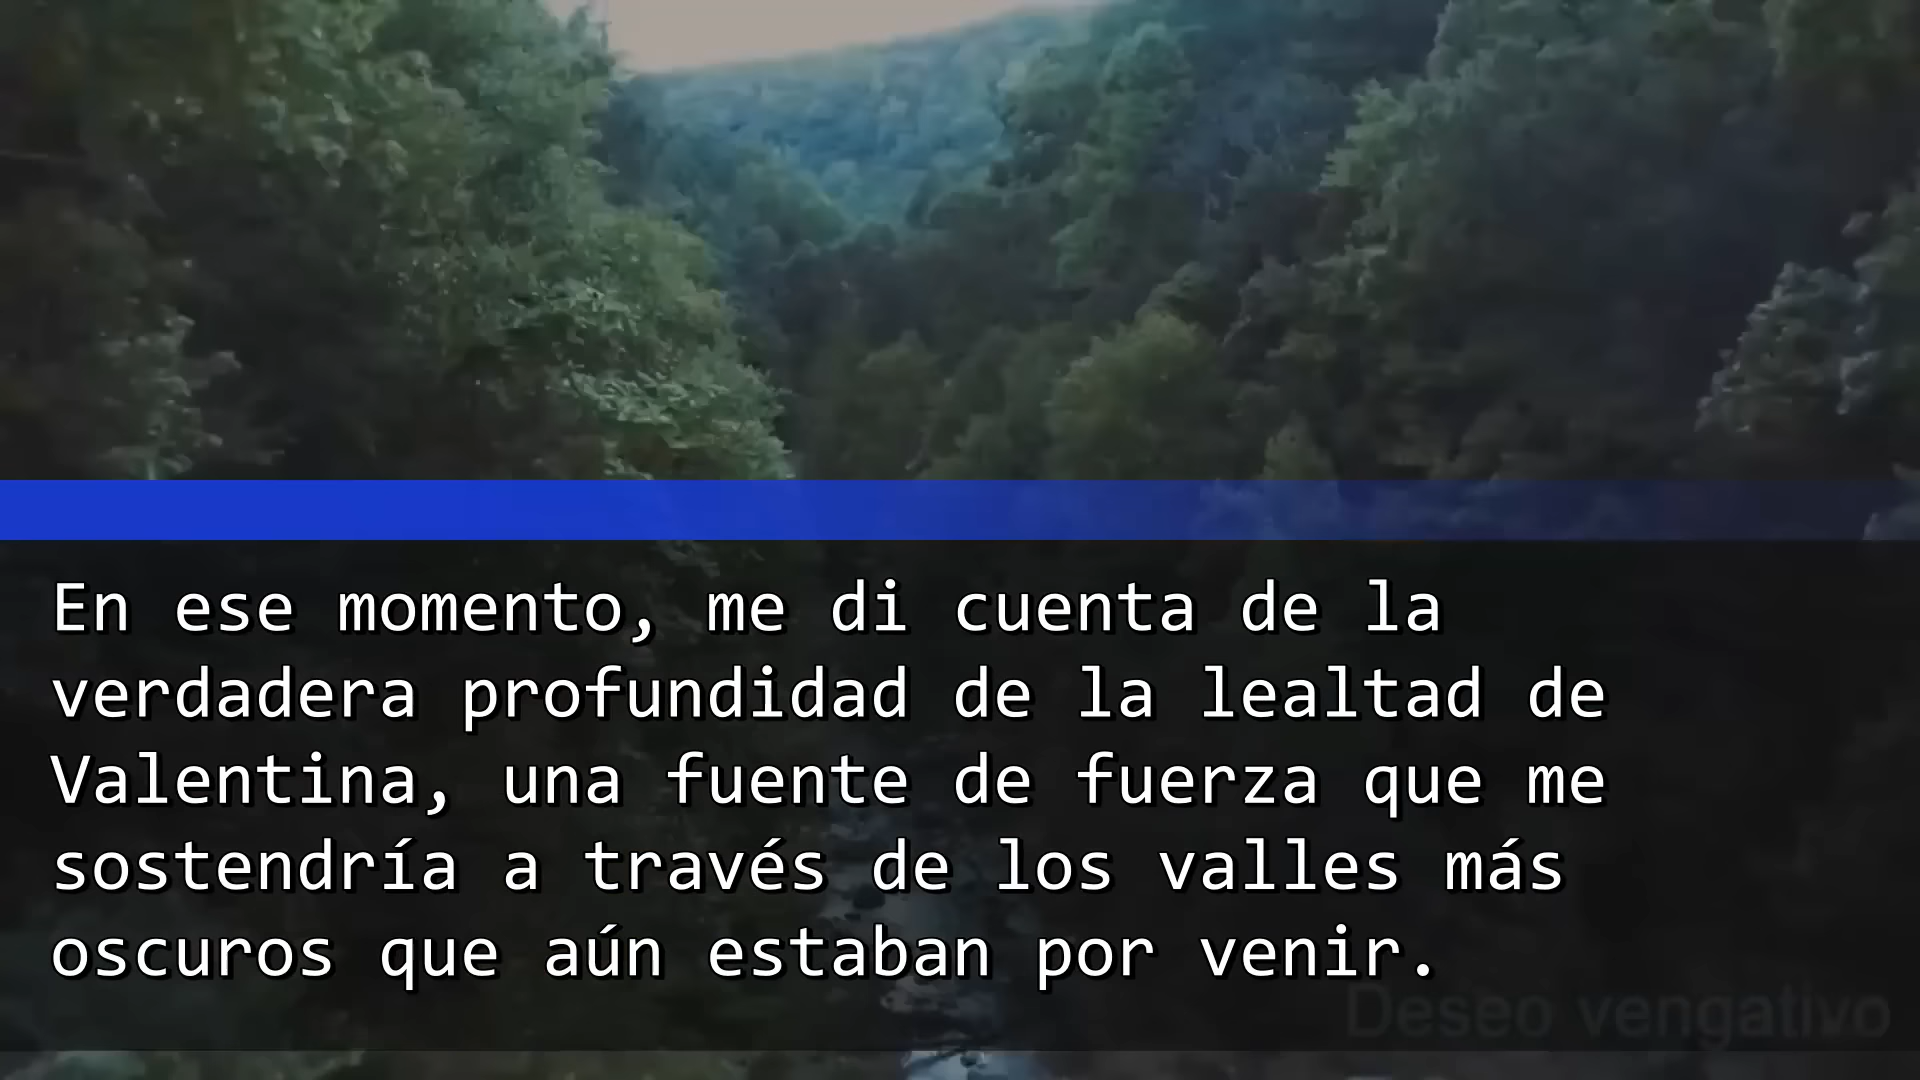 En ese momento, me di cuenta de la
verdadera profundidad de la lealtad de
Valentina, una fuente de fuerza que me
sostendría a través de los valles más
oscuros que aún estaban por venir.
Deseo vengativo